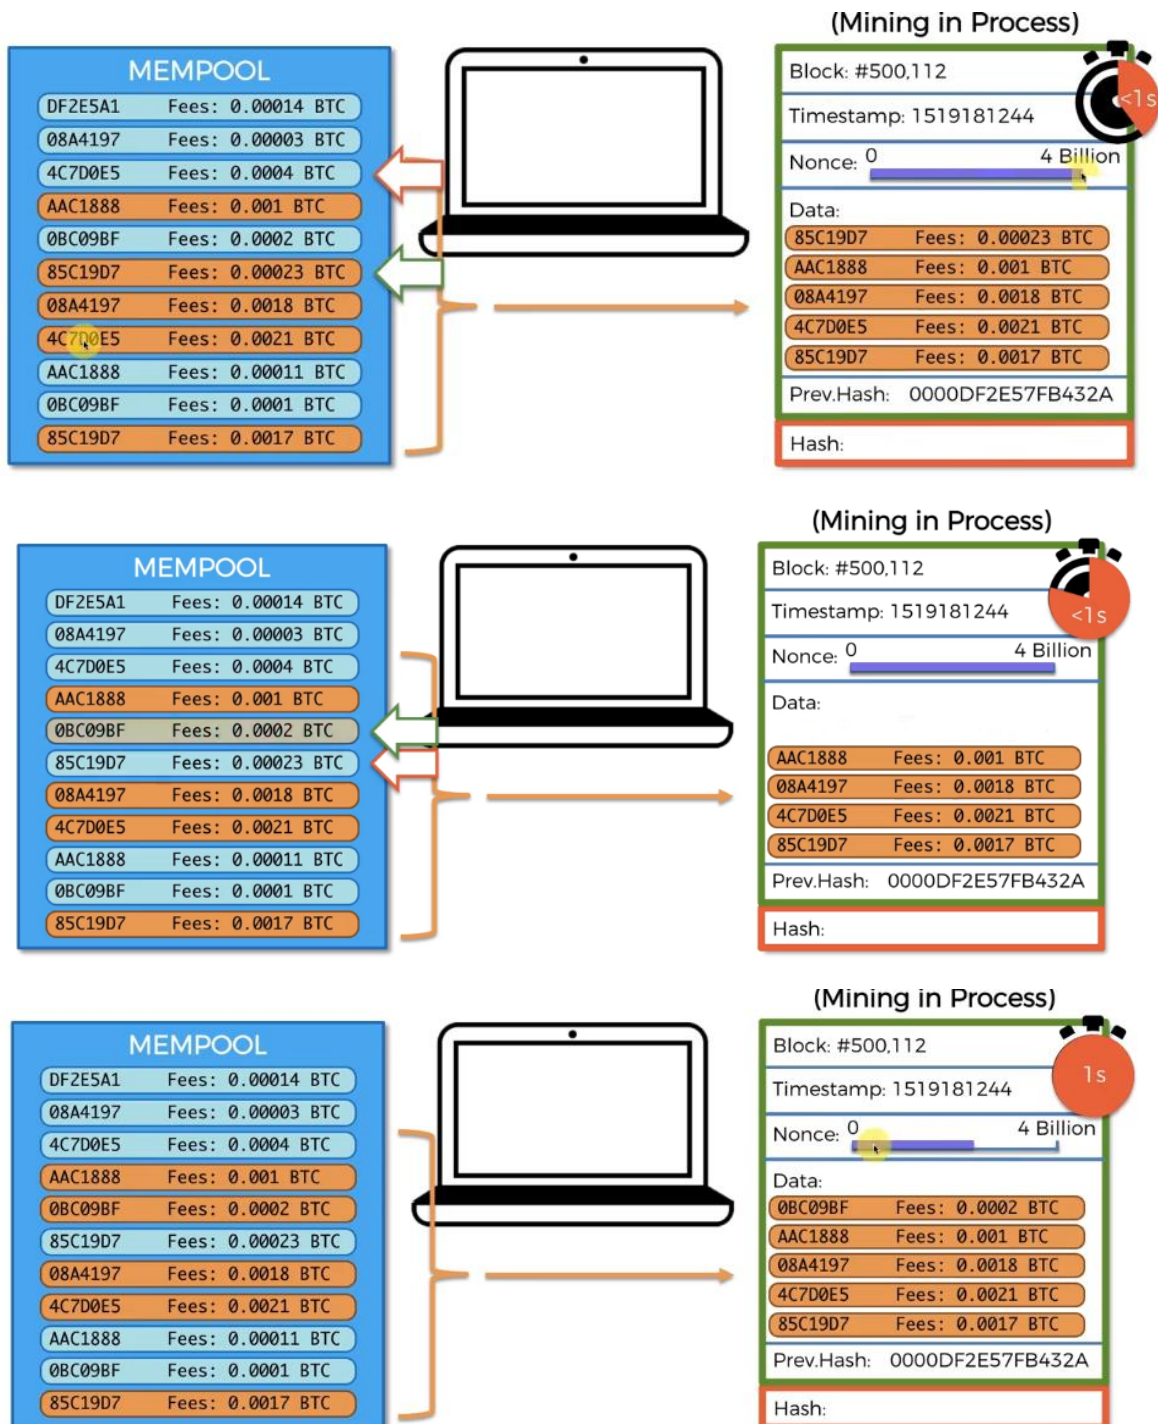 (Mining in Process)
MEMPOOL
DF2E5A1 Fees: 0.00014 BTC
08A4197 Fees: 0.00003 BTC
4C7D0E5 Fees: 0.0004 BTC
AAC1888 Fees: 0.001 BTC
0BC09BF Fees: 0.0002 BTC
85C19D7 Fees: 0.00023 BTC
08A4197 Fees: 0.0018 BTC
4C7D0E5 Fees: 0.0021 BTC
AAC1888 Fees: 0.00011 BTC
0BC09BF Fees: 0.0001 BTC
85C19D7 Fees: 0.0017 BTC
Block: #500,112
<1s
Timestamp: 1519181244
Nonce: 0 4 Billion
Data:
85C19D7 Fees: 0.00023 BTC
AAC1888 Fees: 0.001 BTC
08A4197 Fees: 0.0018 BTC
4C7D0E5 Fees: 0.0021 BTC
85C19D7 Fees: 0.0017 BTC
Prev.Hash: 0000DF2E57FB432A
Hash:
(Mining in Process)
MEMPOOL
DF2E5A1 Fees: 0.00014 BTC
08A4197 Fees: 0.00003 BTC
4C7D0E5 Fees: 0.0004 BTC
AAC1888 Fees: 0.001 BTC
0BC09BF Fees: 0.0002 BTC
85C19D7 Fees: 0.00023 BTC
08A4197 Fees: 0.0018 BTC
4C7D0E5 Fees: 0.0021 BTC
AAC1888 Fees: 0.00011 BTC
0BC09BF Fees: 0.0001 BTC
85C19D7 Fees: 0.0017 BTC
Block: #500,112
<1s
Timestamp: 1519181244
Nonce: 0 4 Billion
Data:
AAC1888 Fees: 0.001 BTC
08A4197 Fees: 0.0018 BTC
4C7D0E5 Fees: 0.0021 BTC
85C19D7 Fees: 0.0017 BTC
Prev.Hash: 0000DF2E57FB432A
Hash:
(Mining in Process)
MEMPOOL
DF2E5A1 Fees: 0.00014 BTC
08A4197 Fees: 0.00003 BTC
4C7D0E5 Fees: 0.0004 BTC
AAC1888 Fees: 0.001 BTC
0BC09BF Fees: 0.0002 BTC
85C19D7 Fees: 0.00023 BTC
08A4197 Fees: 0.0018 BTC
4C7D0E5 Fees: 0.0021 BTC
AAC1888 Fees: 0.00011 BTC
0BC09BF Fees: 0.0001 BTC
85C19D7 Fees: 0.0017 BTC
Block: #500,112
1s
Timestamp: 1519181244
Nonce: 0 4 Billion
Data:
0BC09BF Fees: 0.0002 BTC
AAC1888 Fees: 0.001 BTC
08A4197 Fees: 0.0018 BTC
4C7D0E5 Fees: 0.0021 BTC
85C19D7 Fees: 0.0017 BTC
Prev.Hash: 0000DF2E57FB432A
Hash: